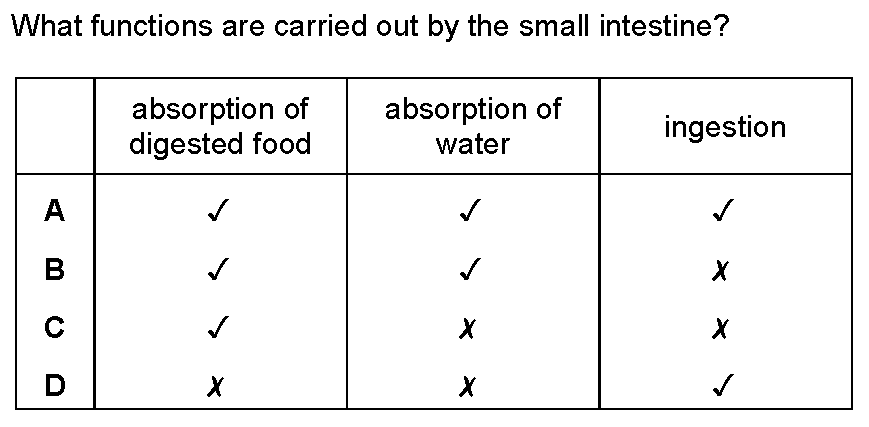 What functions are carried out by the small intestine?
absorption of digested food absorption of water ingestion
A ✓ ✓ ✓
B ✓ ✓ ✗
C ✓ ✗ ✗
D ✗ ✗ ✓